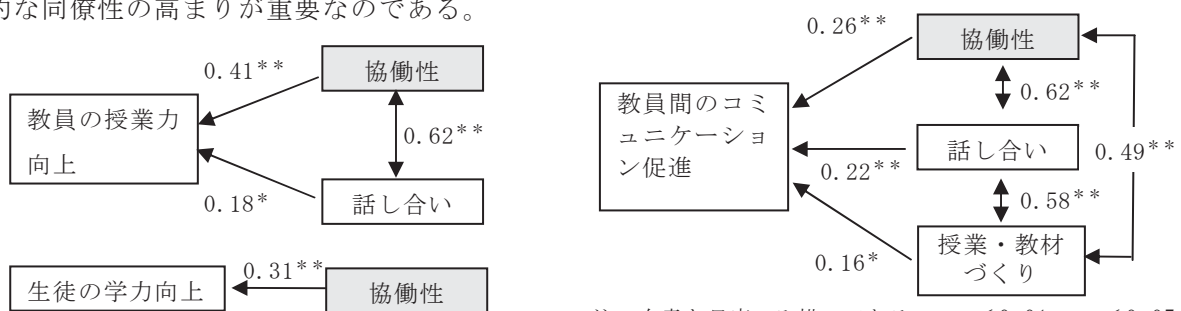 的な同僚性の高まりが重要なのである。
0.41**
協働性
教員の授業力
向上
0.62**
0.18*
話し合い
生徒の学力向上
0.31**
協働性
0.26**
協働性
教員間のコミ
ュニケーショ
ン促進
0.62**
話し合い
0.49**
0.22**
0.58**
0.16*
授業・教材
づくり